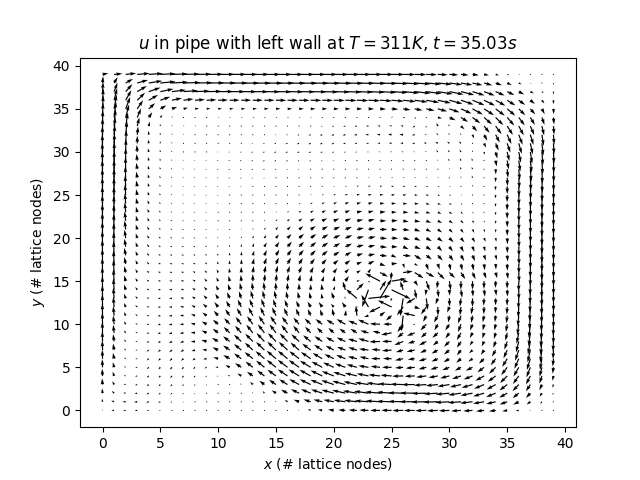 u in pipe with left wall at T = 311K, t = 35.03s
40
35
30
25
20
15
10
5
0
y (# lattice nodes)
0 5 10 15 20 25 30 35 40
x (# lattice nodes)